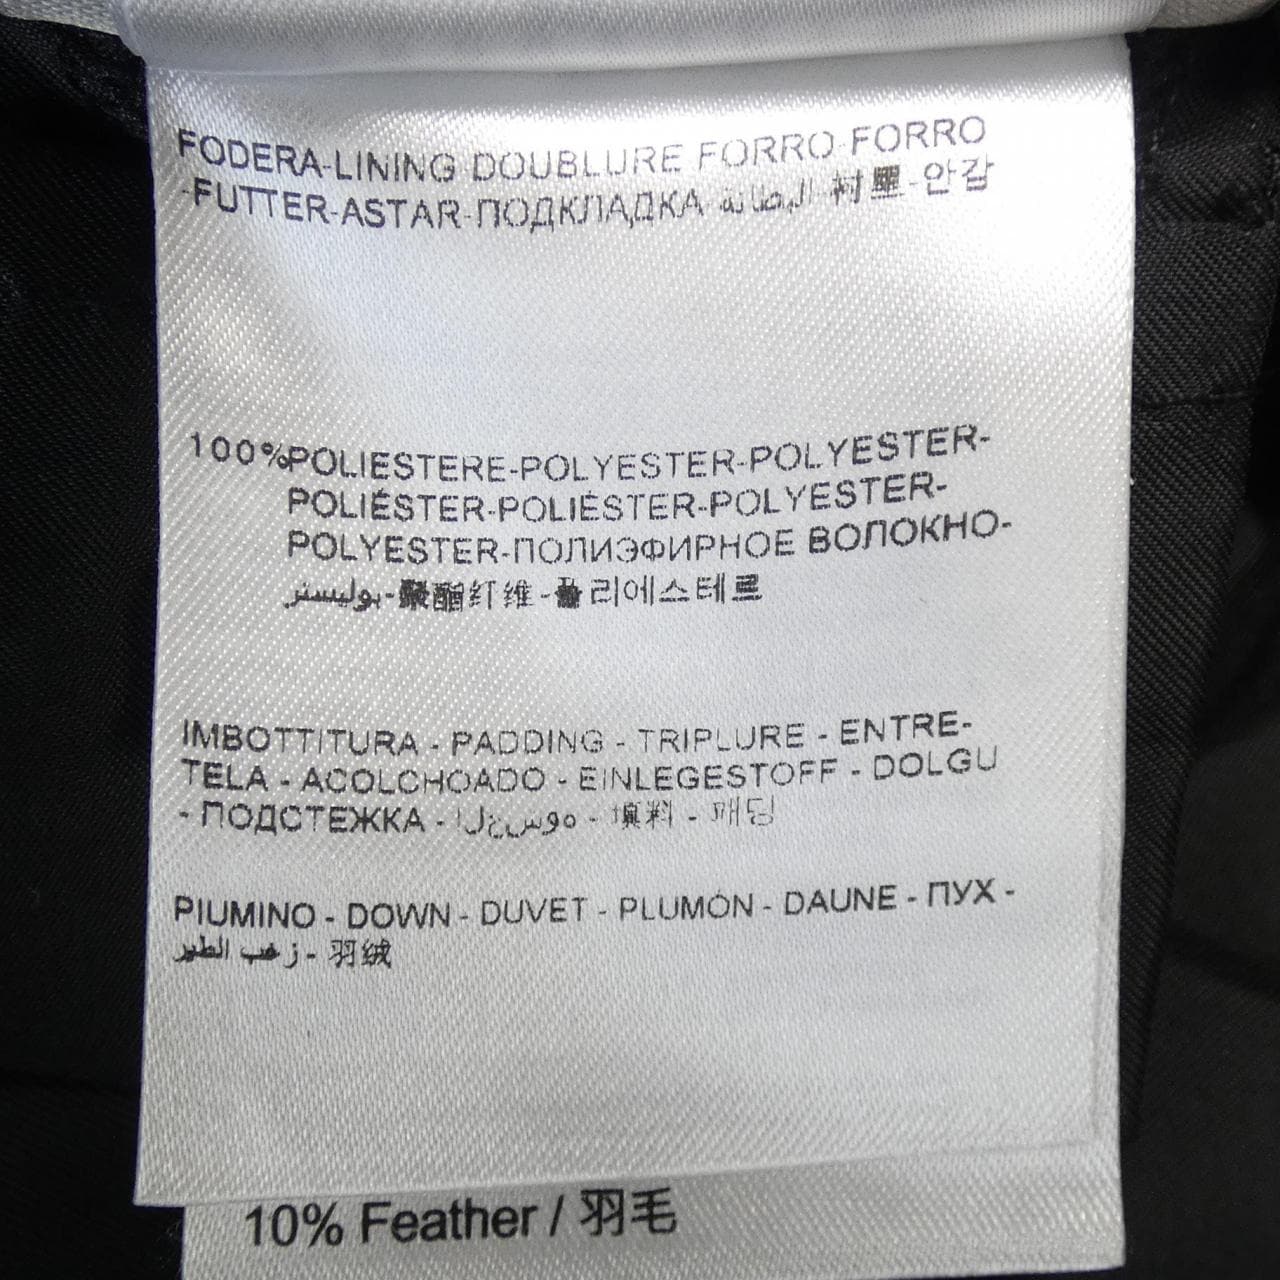 FODERA-LINING DOUBLURE FORRO-FORRO
-FUTTER-ASTAR-ПОДКЛАДКА البطانة 衬里-안감
100%POLIESTERE-POLYESTER-POLYESTER-
POLIÉSTER-POLIÉSTER-POLYESTER-
POLYESTER-ПОЛИЭФИРНОЕ ВОЛОКНО-
بوليستر-聚酯纤维-폴리에스테르
IMBOTTITURA - PADDING - TRIPLURE - ENTRE-
TELA - ACOLCHOADO - EINLEGESTOFF - DOLGU
- ПОДСТЕЖКА - - 填料 - 패딩
PIUMINO - DOWN - DUVET - PLUMÓN - DAUNE - ПУХ -
زغب الطير - 羽绒
10% Feather / 羽毛